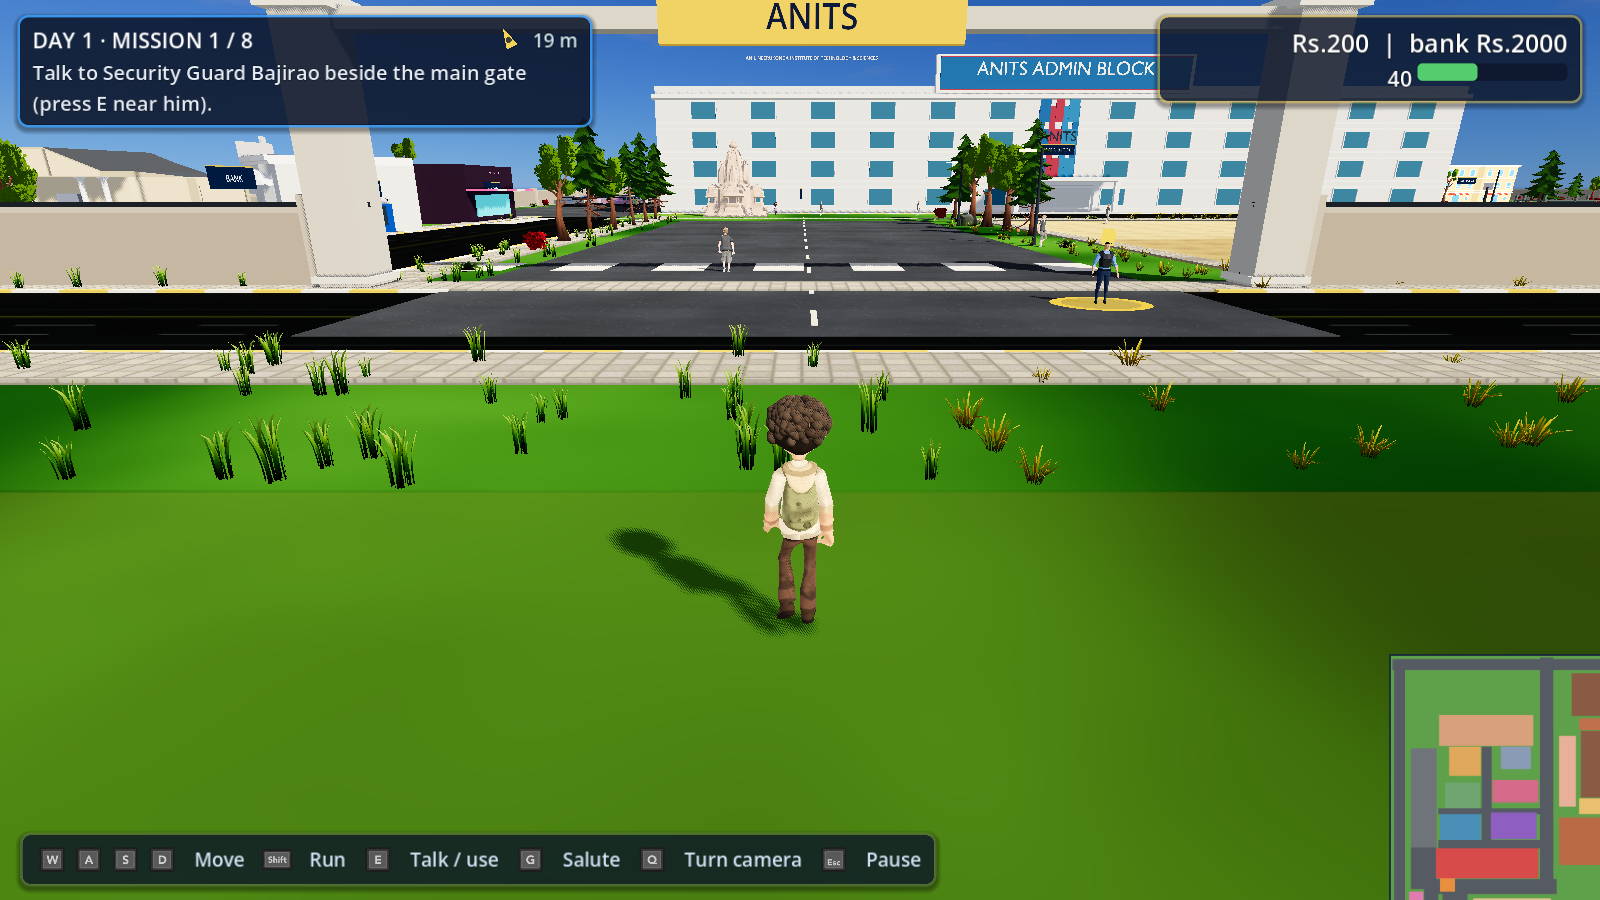 DAY 1 · MISSION 1 / 8
19 m
Talk to Security Guard Bajirao beside the main gate
(press E near him).
ANITS
Rs.200 | bank Rs.2000
40
ANITS ADMIN BLOCK
ANITS
BANK
W A S D Move Shift Run E Talk / use G Salute Q Turn camera Esc Pause